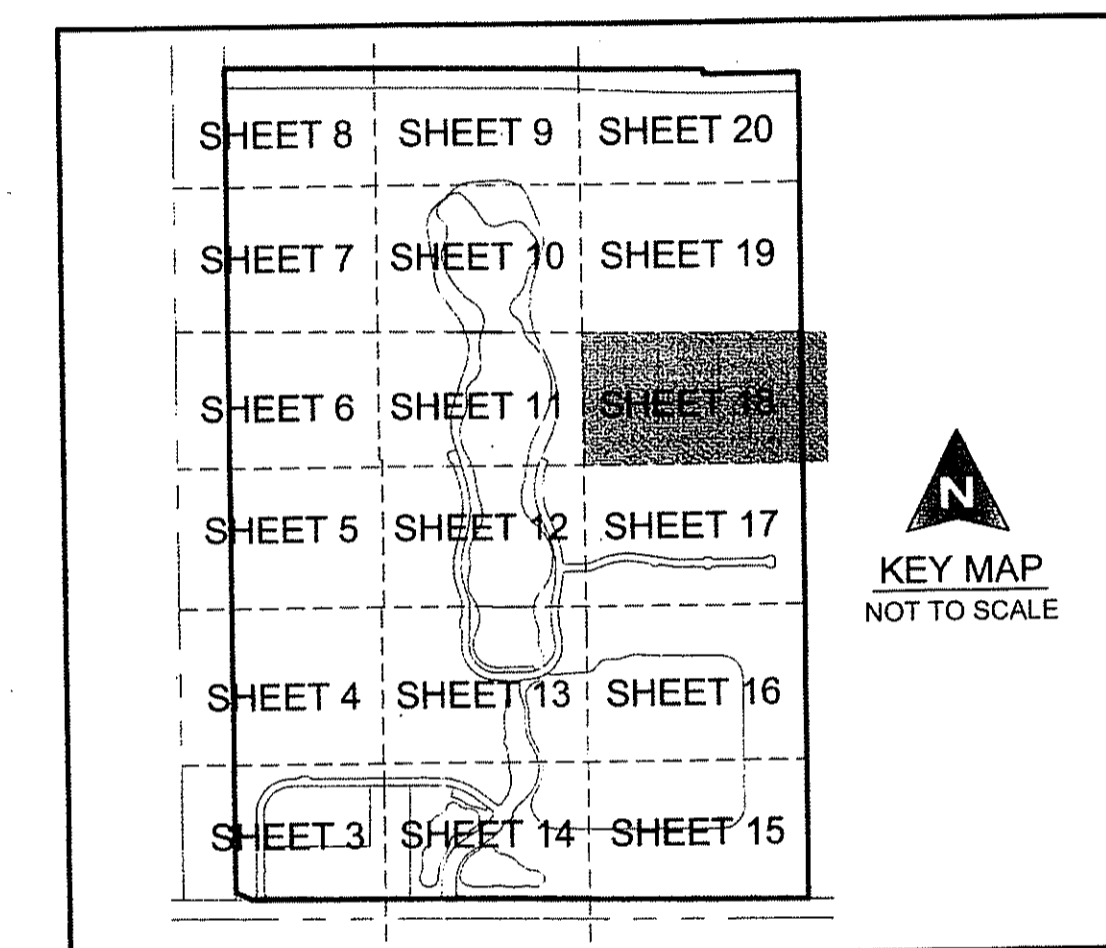 SHEET 8 SHEET 9 SHEET 20
SHEET 7 SHEET 10 SHEET 19
SHEET 6 SHEET 11 SHEET 18
SHEET 5 SHEET 12 SHEET 17
SHEET 4 SHEET 13 SHEET 16
SHEET 3 SHEET 14 SHEET 15
N
KEY MAP
NOT TO SCALE